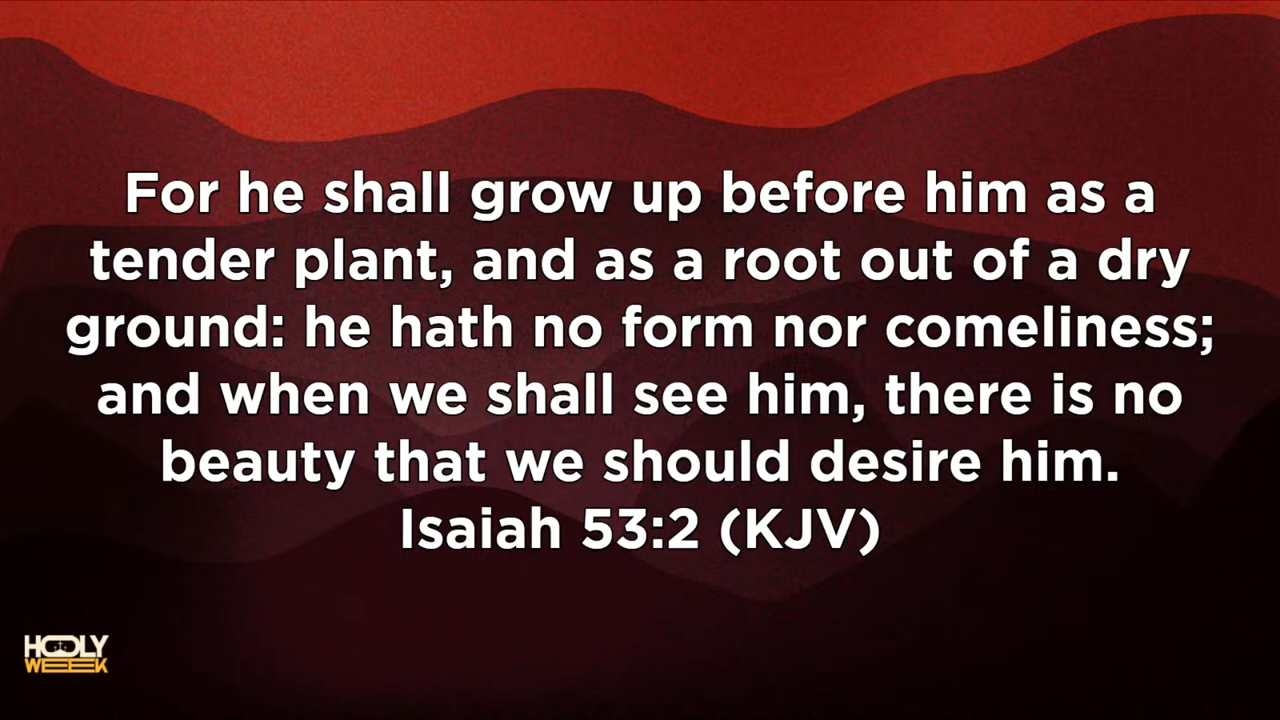 For he shall grow up before him as a
tender plant, and as a root out of a dry
ground: he hath no form nor comeliness;
and when we shall see him, there is no
beauty that we should desire him.
Isaiah 53:2 (KJV)
HOOLY
WEEEK